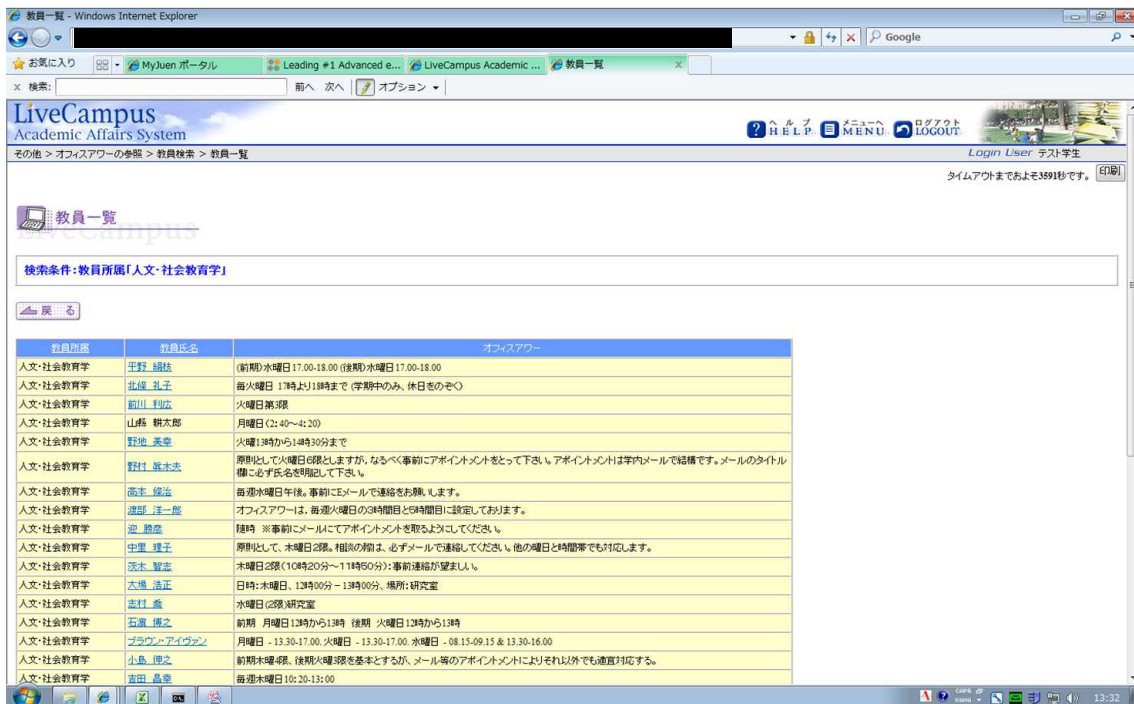 教員一覧 - Windows Internet Explorer
Google
お気に入り MyJuen ポータル Leading #1 Advanced e... LiveCampus Academic ... 教員一覧
× 検索: 前へ 次へ オプション
LiveCampus
Academic Affairs System
ヘルプ HELP メニューへ MENU ログアウト LOGOUT
その他 > オフィスアワーの参照 > 教員検索 > 教員一覧 Login User テスト学生
タイムアウトまでおよそ3591秒です。 印刷
教員一覧
LiveCampus
検索条件:教員所属「人文・社会教育学」
戻る
教員所属 教員氏名 オフィスアワー
人文・社会教育学 平野 絹枝 (前期)水曜日17.00-18.00 (後期)水曜日17.00-18.00
人文・社会教育学 北條 礼子 毎火曜日 17時より18時まで (学期中のみ、休日をのぞく)
人文・社会教育学 前川 利広 火曜日第3限
人文・社会教育学 山縣 耕太郎 月曜日(2:40〜4:20)
人文・社会教育学 野地 美幸 火曜13時から14時30分まで
人文・社会教育学 野村 眞木夫 原則として火曜日6限としますが,なるべく事前にアポイントメントをとって下さい。アポイントメントは学内メールで結構です。メールのタイトル
欄に必ず氏名を明記して下さい。
人文・社会教育学 高本 條治 毎週水曜日午後。事前にEメールで連絡をお願いします。
人文・社会教育学 渡部 洋一郎 オフィスアワーは,毎週火曜日の3時間目と5時間目に設定しております。
人文・社会教育学 迎 勝彦 随時 ※事前にメールにてアポイントメントを取るようにしてください。
人文・社会教育学 中里 理子 原則として、木曜日2限。相談の際は、必ずメールで連絡してください。他の曜日と時間帯でも対応します。
人文・社会教育学 茨木 智志 木曜日2限(10時20分〜11時50分):事前連絡が望ましい。
人文・社会教育学 大場 浩正 日時:木曜日、12時00分-13時00分、場所:研究室
人文・社会教育学 志村 喬 水曜日(2限)研究室
人文・社会教育学 石濵 博之 前期 月曜日12時から13時 後期 火曜日12時から13時
人文・社会教育学 ブラウン・アイヴァン 月曜日 - 13.30-17.00. 火曜日 - 13.30-17.00. 水曜日 - 08.15-09.15 & 13.30-16.00
人文・社会教育学 小島 伸之 前期木曜4限、後期火曜3限を基本とするが、メール等のアポイントメントによりそれ以外でも適宜対応する。
人文・社会教育学 吉田 昌幸 毎週木曜日10:20-13:00
A CAPS KANA 13:32